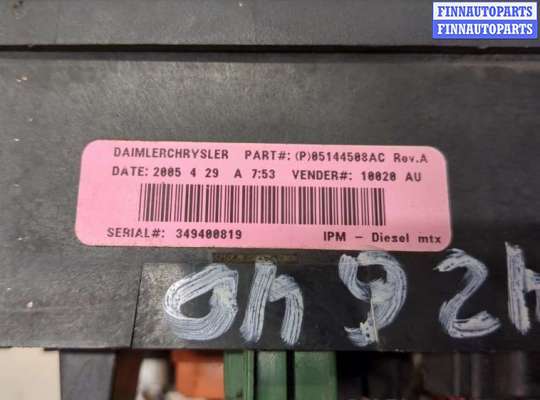 FINNAUTOPARTS
FINNAUTOPARTS
DAIMLERCHRYSLER PART#: (P)05144508AC Rev.A
DATE: 2005 4 29 A 7:53 VENDER#: 10020 AU
SERIAL#: 349400819 IPM - Diesel mtx